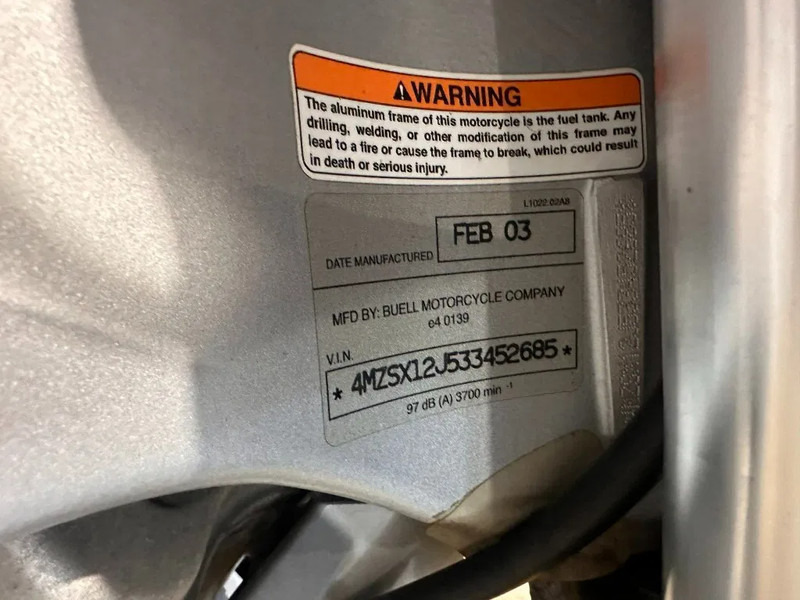 ⚠WARNING
The aluminum frame of this motorcycle is the fuel tank. Any
drilling, welding, or other modification of this frame may
lead to a fire or cause the frame to break, which could result
in death or serious injury.
L1022.02A8
FEB 03
DATE MANUFACTURED
MFD BY: BUELL MOTORCYCLE COMPANY
e4 0139
V.I.N.
* 4MZSX12J533452685 *
97 dB (A) 3700 min -1